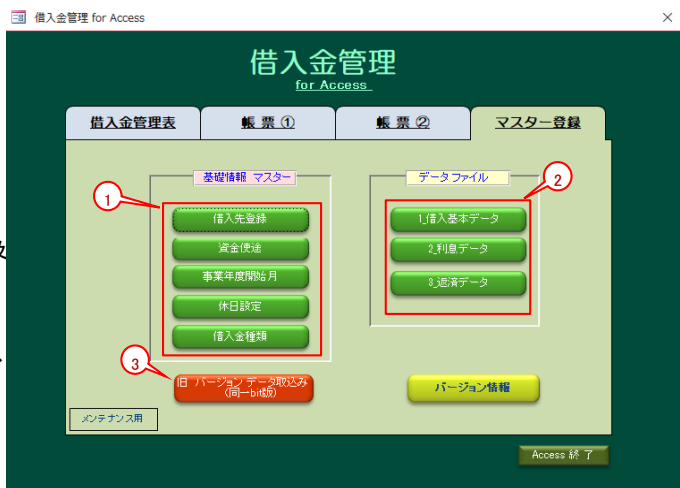 借入金管理 for Access
借入金管理
for Access
借入金管理表
帳 票 ①
帳 票 ②
マスター登録
基礎情報 マスター
データファイル
1
2
借入先登録
1_借入基本データ
資金使途
2_利息データ
事業年度開始月
3_返済データ
休日設定
借入金種類
3
旧 バージョン データ取込み
(同一bit版)
バージョン情報
メンテナンス用
Access 終 了